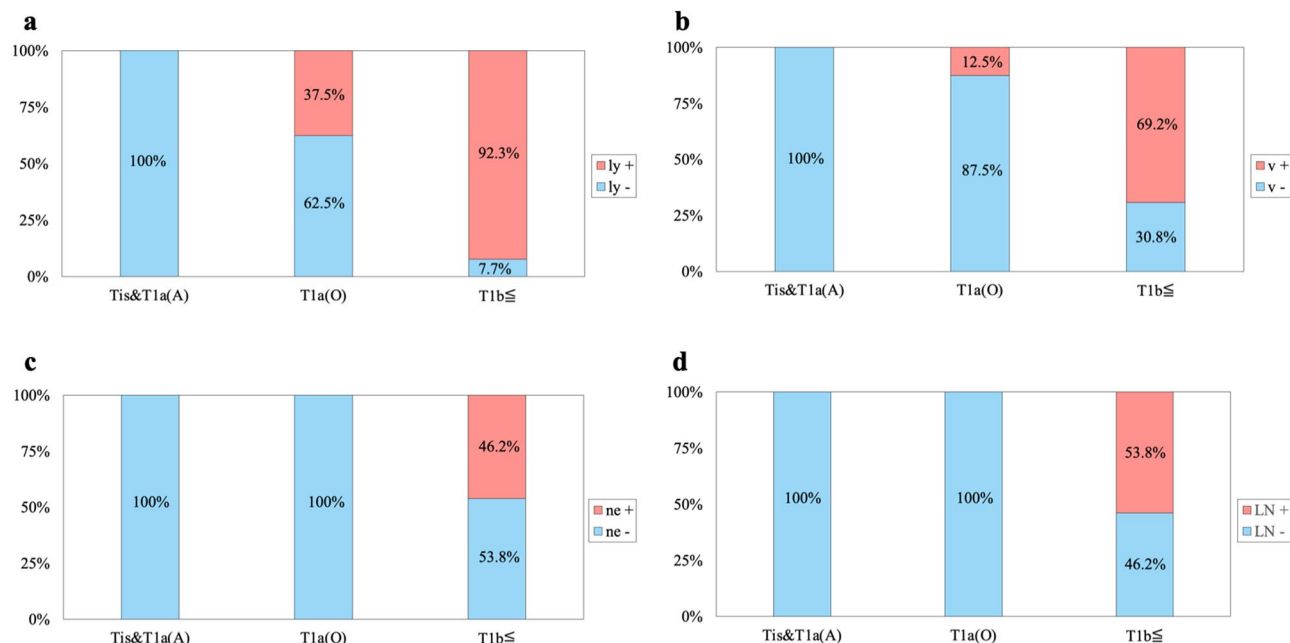 a
100%
75%
50%
25%
0%
100%
37.5%
62.5%
92.3%
7.7%
Tis&T1a(A)
T1a(O)
T1b≦
ly +
ly -
b
100%
75%
50%
25%
0%
100%
12.5%
87.5%
69.2%
30.8%
Tis&T1a(A)
T1a(O)
T1b≦
v +
v -
c
100%
75%
50%
25%
0%
100%
100%
46.2%
53.8%
Tis&T1a(A)
T1a(O)
T1b≦
ne +
ne -
d
100%
75%
50%
25%
0%
100%
100%
53.8%
46.2%
Tis&T1a(A)
T1a(O)
T1b≦
LN +
LN -